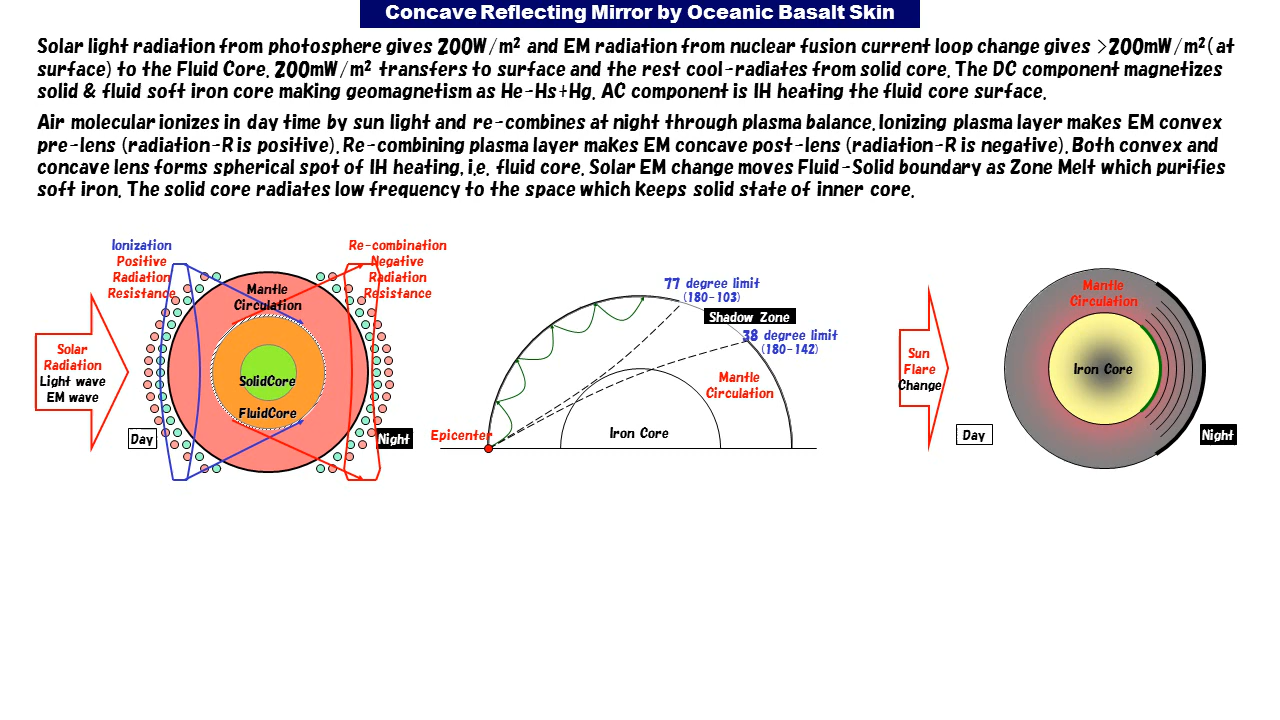 Concave Reflecting Mirror by Oceanic Basalt Skin
Solar light radiation from photosphere gives 200W/m² and EM radiation from nuclear fusion current loop change gives >200mW/m²(at
surface) to the Fluid Core. 200mW/m² transfers to surface and the rest cool-radiates from solid core. The DC component magnetizes
solid & fluid soft iron core making geomagnetism as He-Hs+Hg. AC component is IH heating the fluid core surface.
Air molecular ionizes in day time by sun light and re-combines at night through plasma balance. Ionizing plasma layer makes EM convex
pre-lens (radiation-R is positive). Re-combining plasma layer makes EM concave post-lens (radiation-R is negative). Both convex and
concave lens forms spherical spot of IH heating, i.e. fluid core. Solar EM change moves Fluid-Solid boundary as Zone Melt which purifies
soft iron. The solid core radiates low frequency to the space which keeps solid state of inner core.
Ionization
Positive
Radiation
Resistance
Re-combination
Negative
Radiation
Resistance
Mantle
Circulation
Solar
Radiation
Light wave
EM wave
SolidCore
FluidCore
Day
Night
77 degree limit
(180-103)
Shadow Zone
38 degree limit
(180-142)
Mantle
Circulation
Epicenter
Iron Core
Mantle
Circulation
Sun
Flare
Change
Iron Core
Day
Night